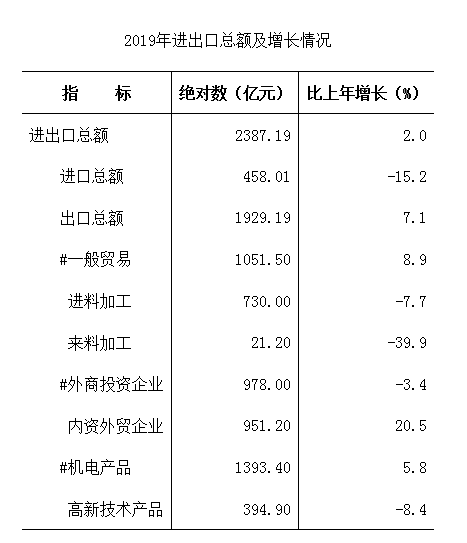 2019年进出口总额及增长情况
指 标 绝对数（亿元） 比上年增长（%）
进出口总额 2387.19 2.0
进口总额 458.01 -15.2
出口总额 1929.19 7.1
#一般贸易 1051.50 8.9
进料加工 730.00 -7.7
来料加工 21.20 -39.9
#外商投资企业 978.00 -3.4
内资外贸企业 951.20 20.5
#机电产品 1393.40 5.8
高新技术产品 394.90 -8.4